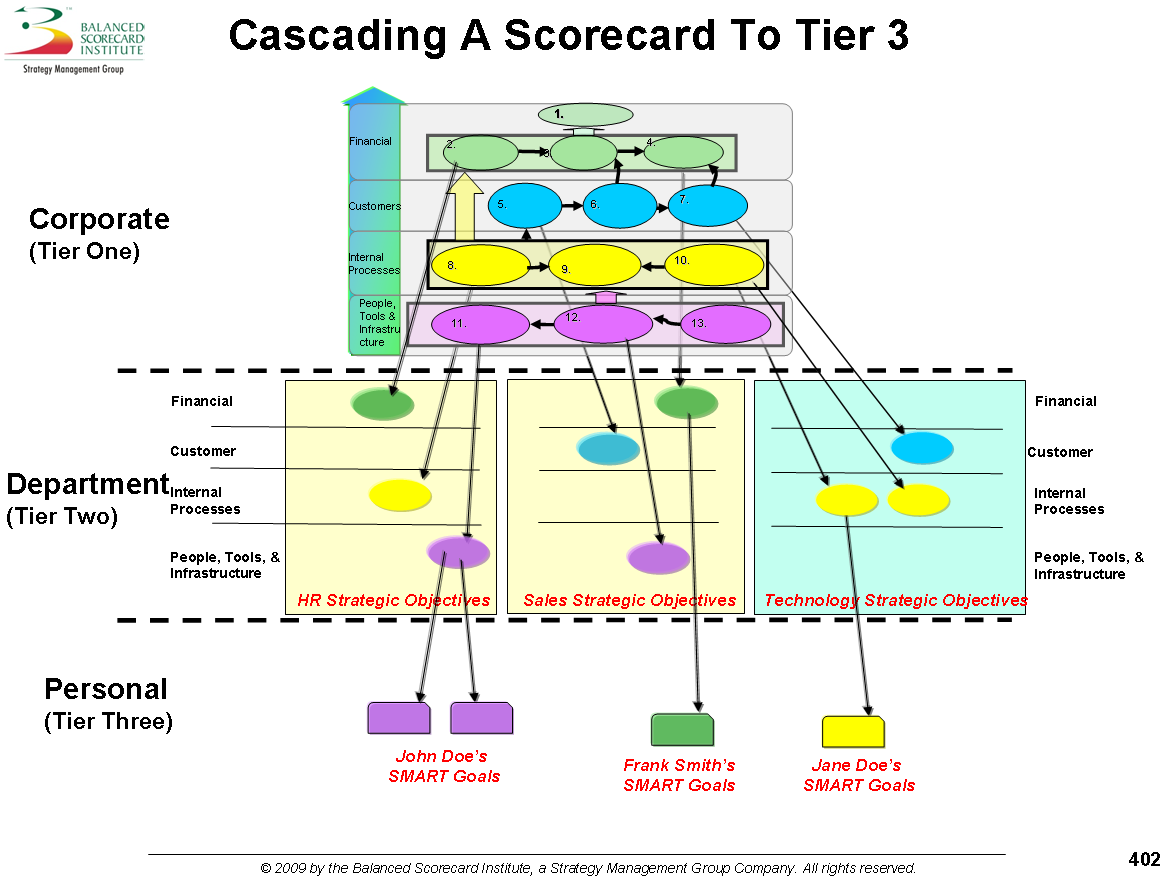 BALANCED
SCORECARD
INSTITUTE
Strategy Management Group
Cascading A Scorecard To Tier 3
1.
Financial
2.
3
4.
Customers
5.
6.
7.
Internal
Processes
8.
9.
10.
People,
Tools &
Infrastru
cture
11.
12.
13.
Corporate
(Tier One)
Financial
Financial
Customer
Customer
Department
(Tier Two)
Internal
Processes
Internal
Processes
People, Tools, &
Infrastructure
People, Tools, &
Infrastructure
HR Strategic Objectives
Sales Strategic Objectives
Technology Strategic Objectives
Personal
(Tier Three)
John Doe's
SMART Goals
Frank Smith's
SMART Goals
Jane Doe's
SMART Goals
© 2009 by the Balanced Scorecard Institute, a Strategy Management Group Company. All rights reserved.
402